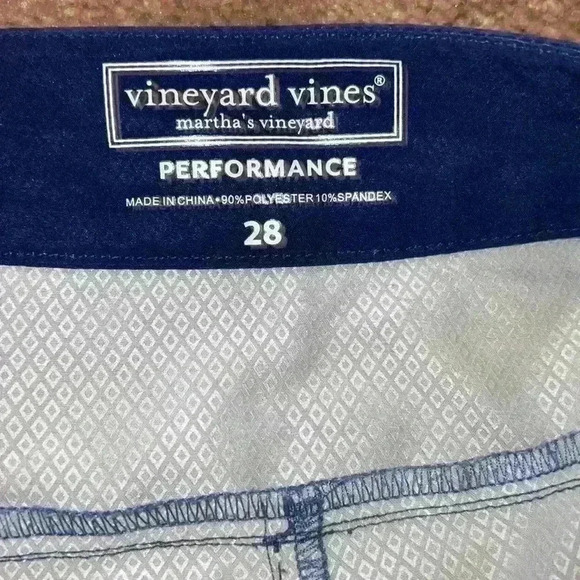 vineyard vines®
martha's vineyard
PERFORMANCE
MADE IN CHINA•90%POLYESTER 10%SPANDEX
28